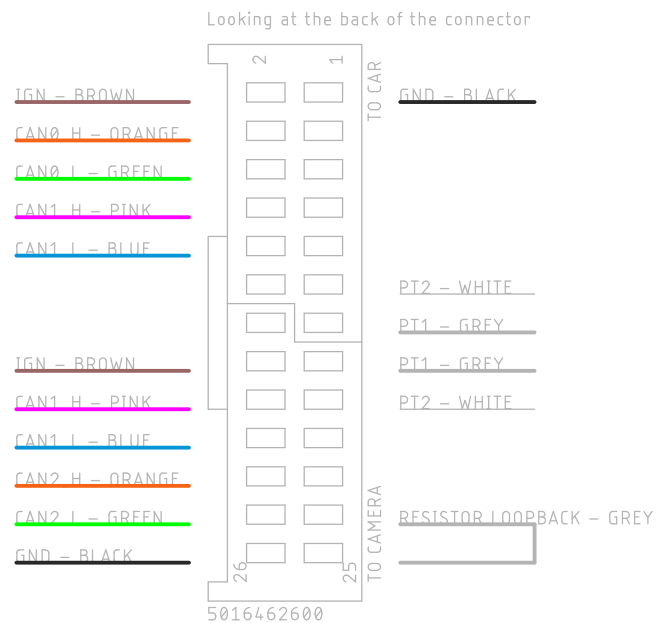 Looking at the back of the connector
2 1
TO CAR
IGN – BROWN
GND – BLACK
CAN0 H – ORANGE
CAN0 L – GREEN
CAN1 H – PINK
CAN1 L – BLUE
PT2 – WHITE
PT1 – GREY
IGN – BROWN
PT1 – GREY
CAN1 H – PINK
PT2 – WHITE
CAN1 L – BLUE
CAN2 H – ORANGE
CAN2 L – GREEN
RESISTOR LOOPBACK – GREY
GND – BLACK
TO CAMERA
26 25
5016462600